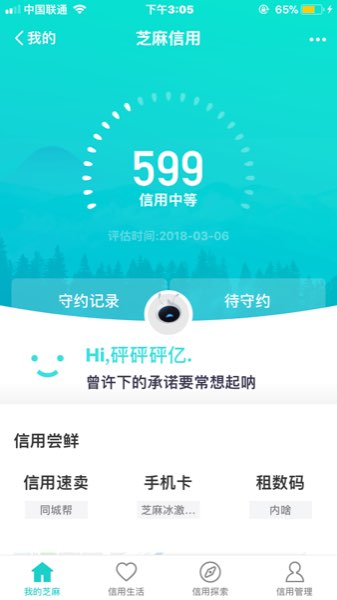 中国联通 下午3:05 65%
我的 芝麻信用
599
信用中等
评估时间:2018-03-06
守约记录 待守约
Hi,砰砰砰亿.
曾许下的承诺要常想起呐
信用尝鲜
信用速卖 手机卡 租数码
同城帮 芝麻冰激... 内啥
我的芝麻 信用生活 信用探索 信用管理